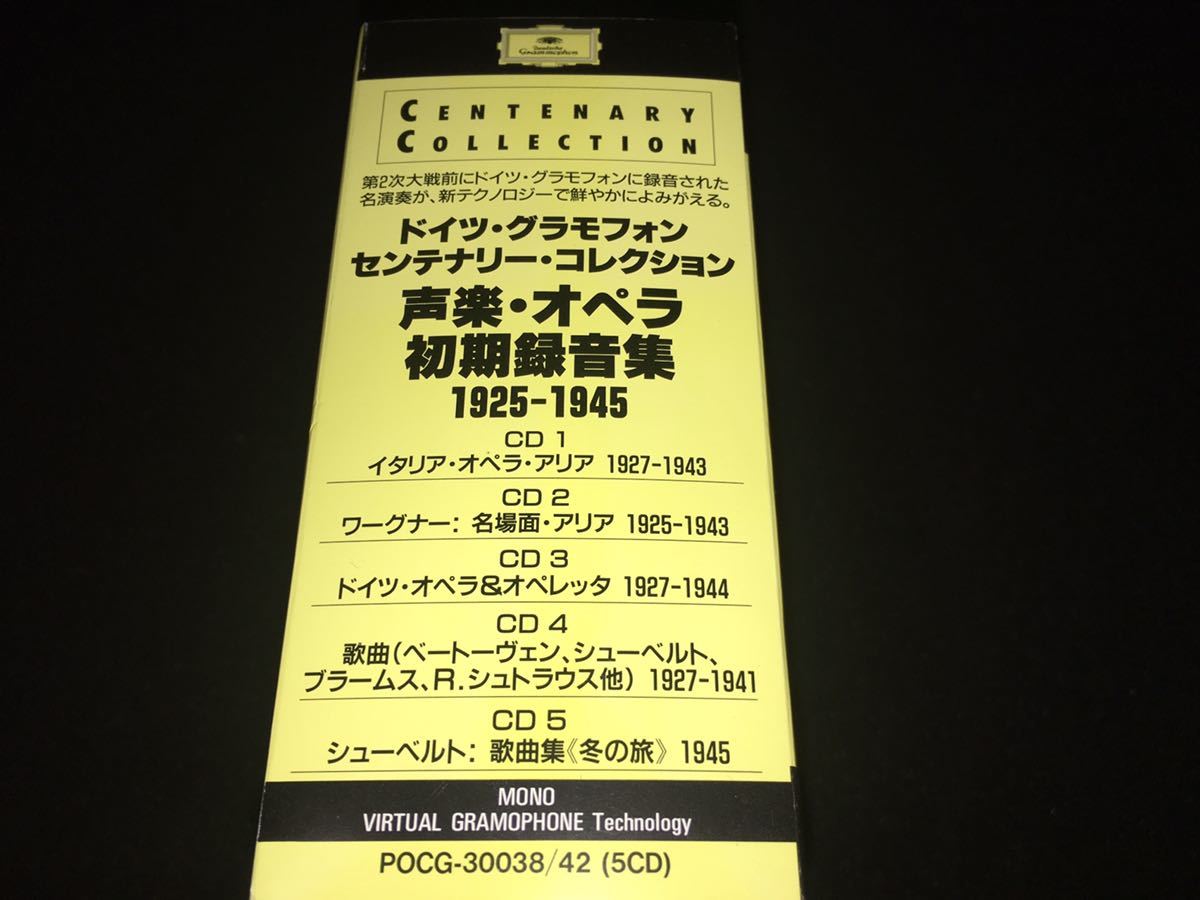 Deutsche
Grammophon
CENTENARY
COLLECTION
第2次大戦前にドイツ・グラモフォンに録音された
名演奏が、新テクノロジーで鮮やかによみがえる。
ドイツ・グラモフォン
センテナリー・コレクション
声楽・オペラ
初期録音集
1925-1945
CD 1
イタリア・オペラ・アリア 1927-1943
CD 2
ワーグナー: 名場面・アリア 1925-1943
CD 3
ドイツ・オペラ&オペレッタ 1927-1944
CD 4
歌曲(ベートーヴェン、シューベルト、
ブラームス、R.シュトラウス他) 1927-1941
CD 5
シューベルト: 歌曲集《冬の旅》 1945
MONO
VIRTUAL GRAMOPHONE Technology
POCG-30038/42 (5CD)